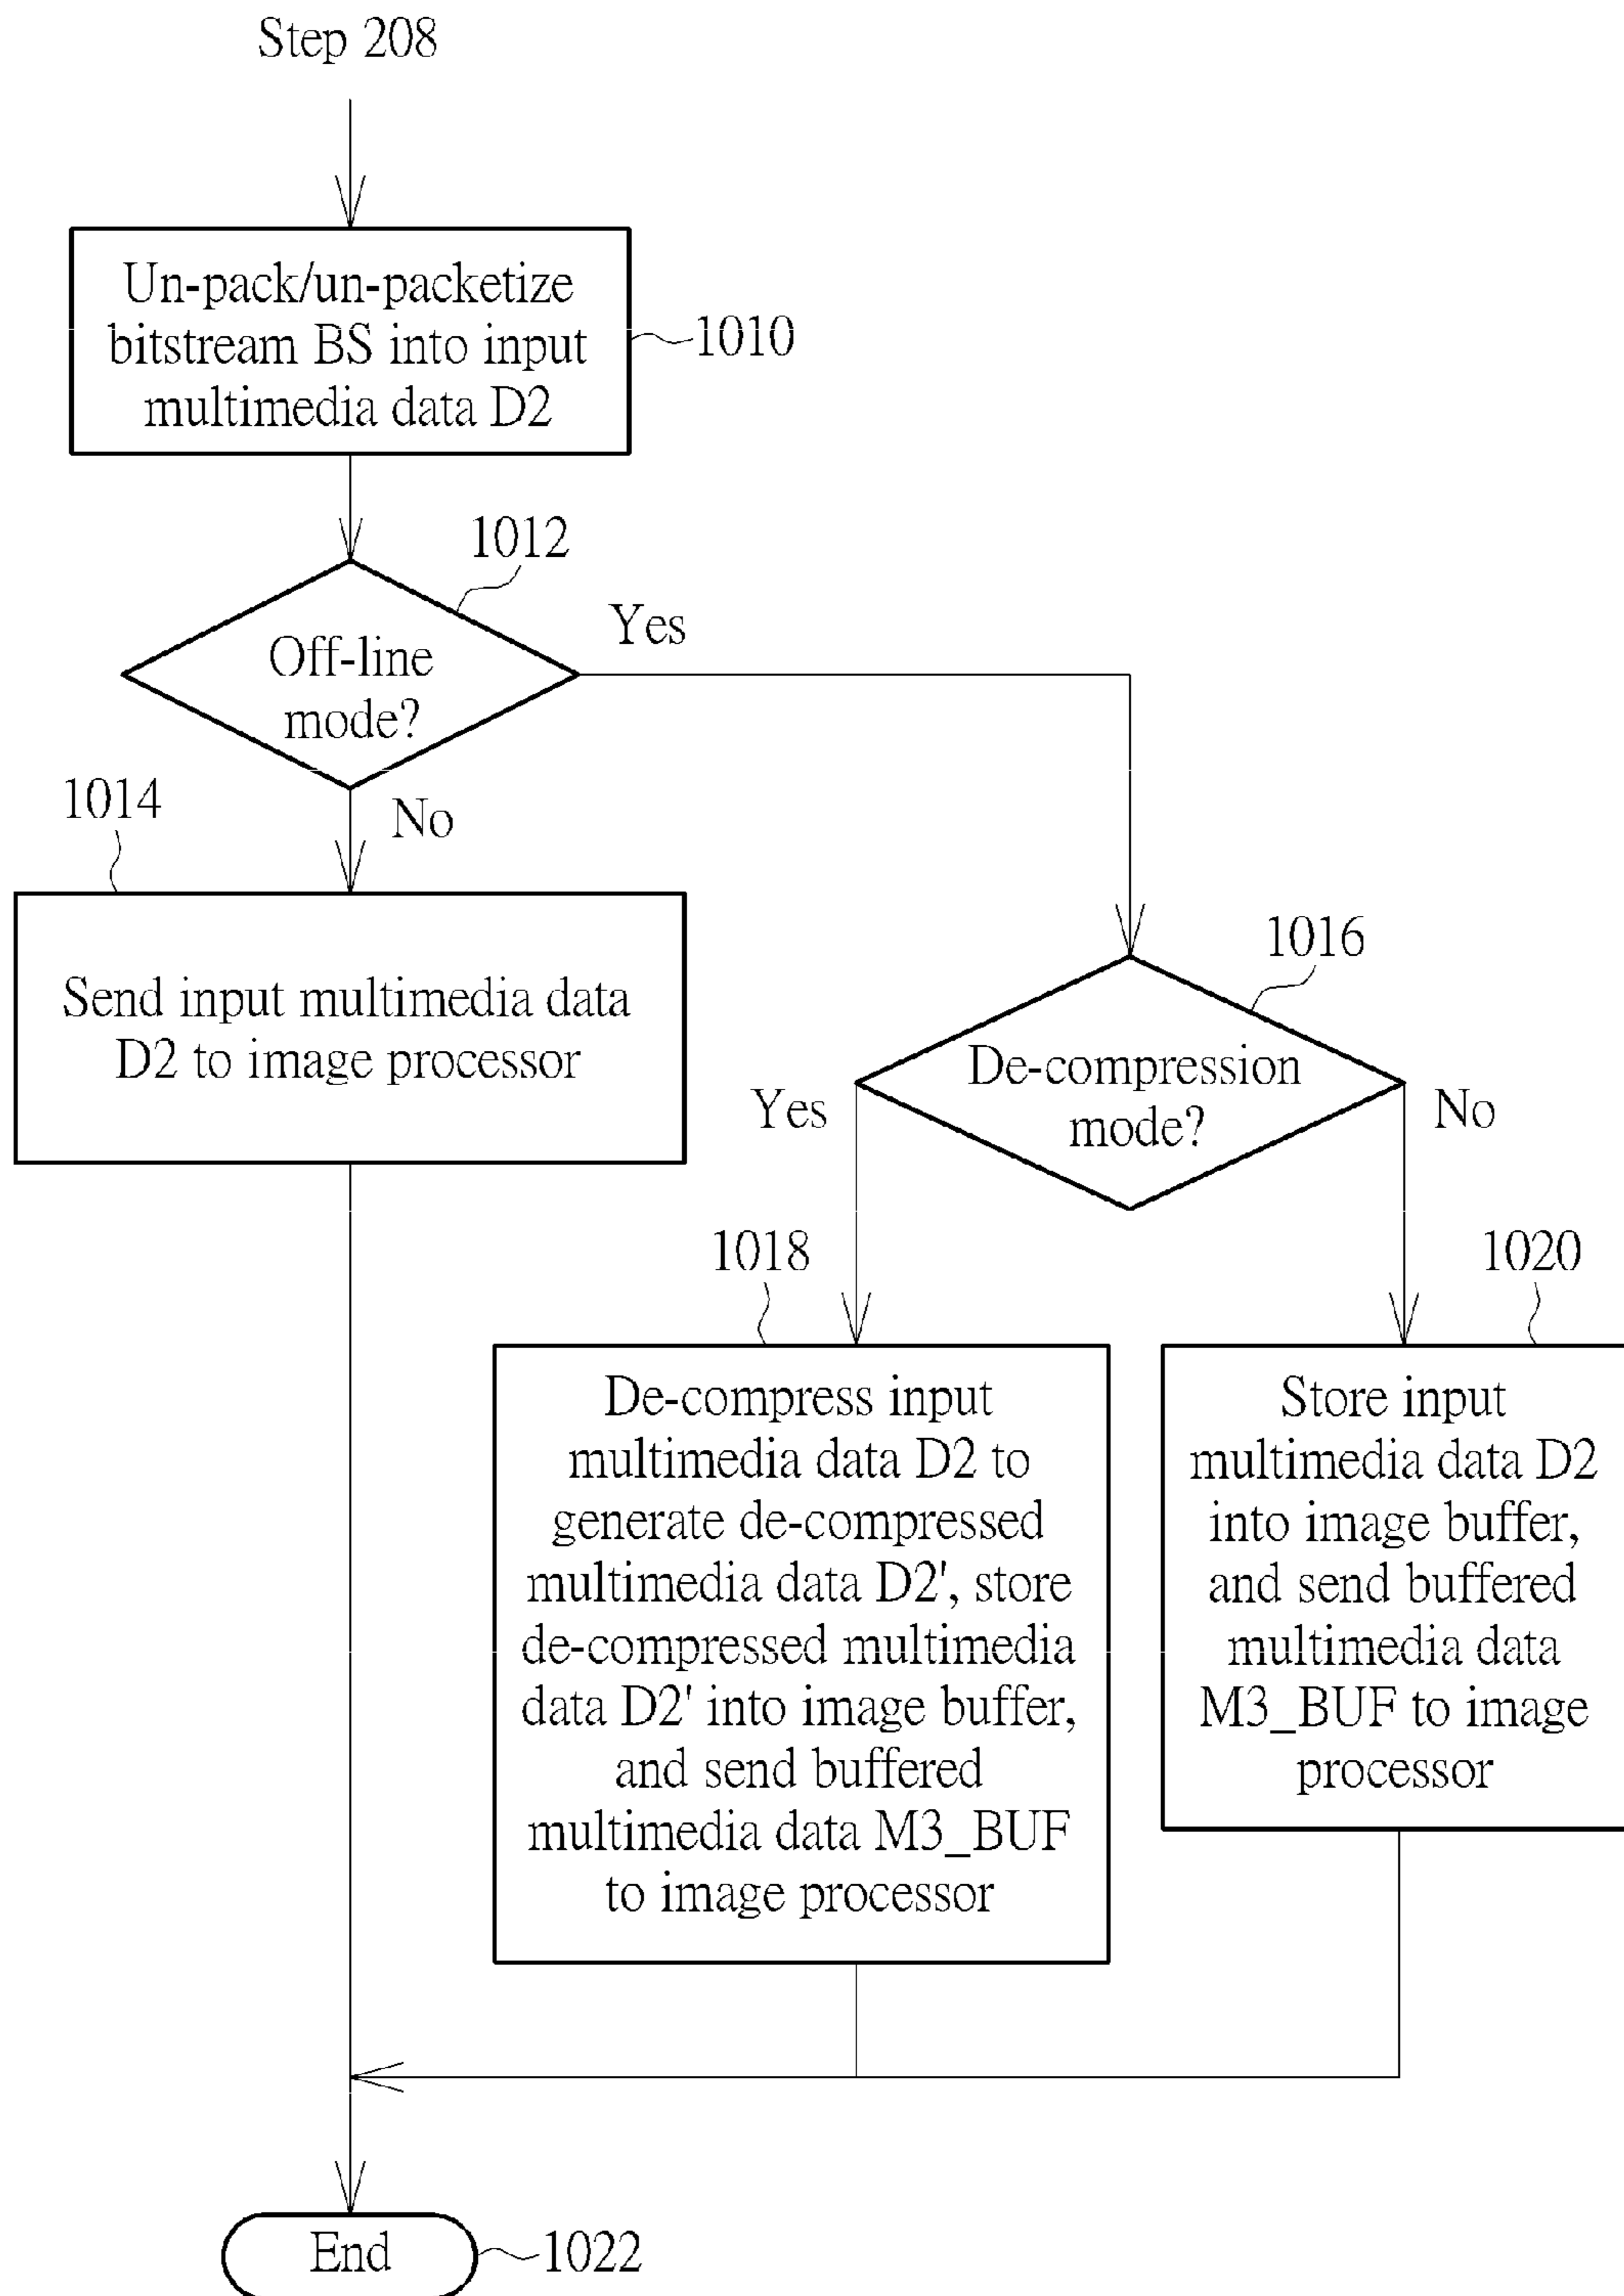 Step 208
Un-pack/un-packetize
bitstream BS into input
multimedia data D2
1010
1012
Off-line
mode?
Yes
No
1014
Send input multimedia data
D2 to image processor
1016
De-compression
mode?
Yes
No
1018
De-compress input
multimedia data D2 to
generate de-compressed
multimedia data D2', store
de-compressed multimedia
data D2' into image buffer,
and send buffered
multimedia data M3_BUF
to image processor
1020
Store input
multimedia data D2
into image buffer,
and send buffered
multimedia data
M3_BUF to image
processor
End
1022